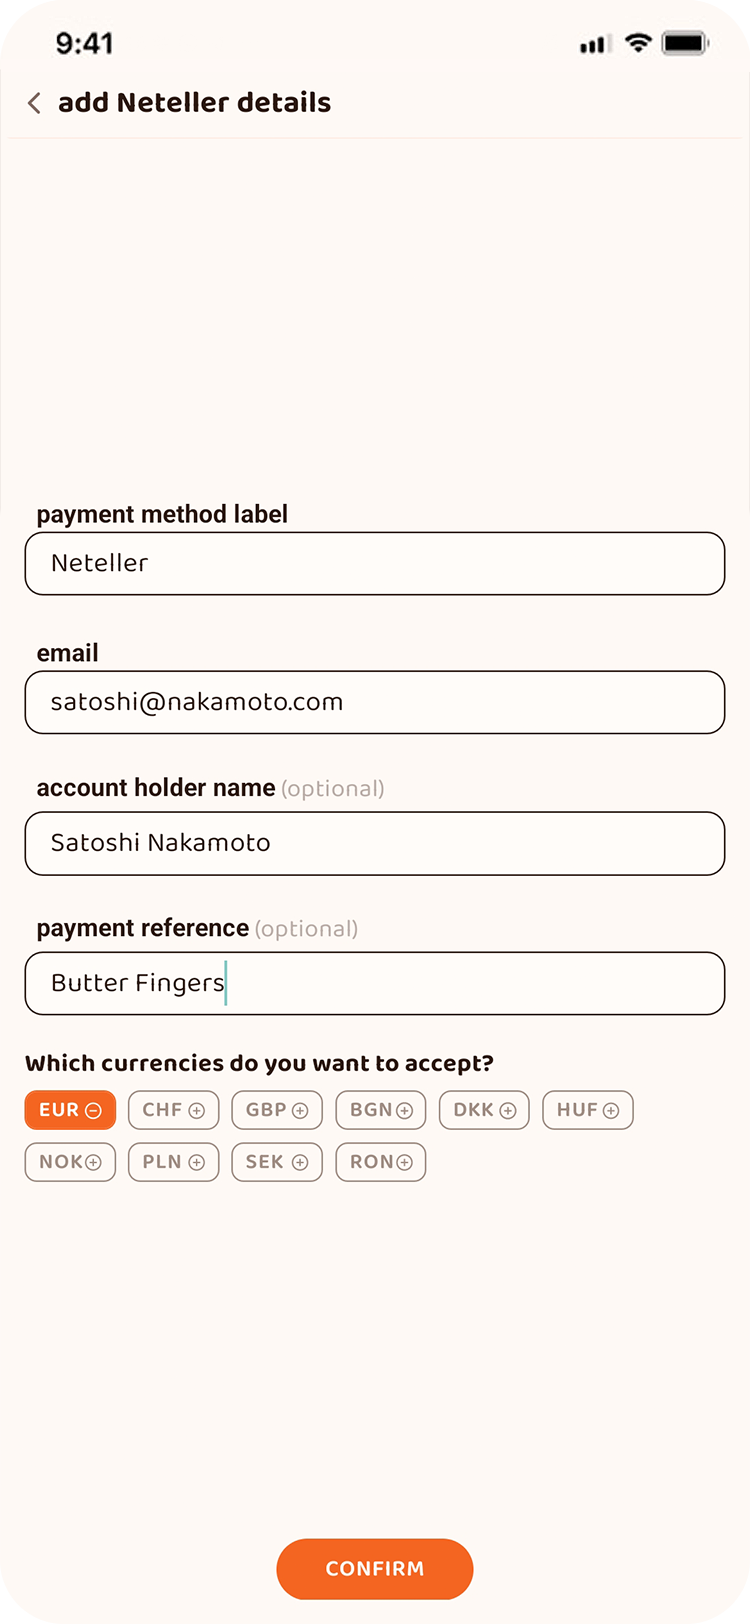 9:41
add Neteller details
payment method label
Neteller
email
satoshi@nakamoto.com
account holder name (optional)
Satoshi Nakamoto
payment reference (optional)
Butter Fingers
Which currencies do you want to accept?
EUR CHF GBP BGN DKK HUF
NOK PLN SEK RON
CONFIRM